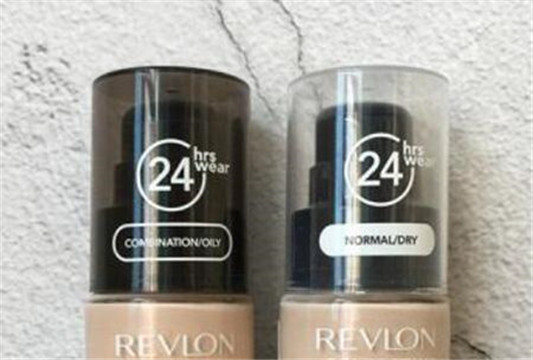 24 hrs
wear
COMBINATION/OILY
REVLON
24 hrs
wear
NORMAL/DRY
REVLON